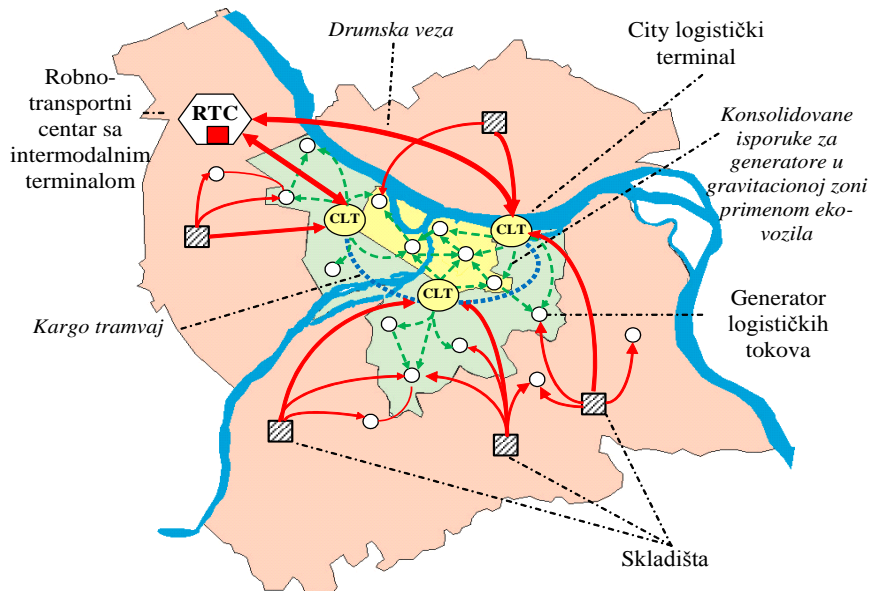 Drumska veza
City logistički
terminal
Robno-
transportni
centar sa
intermodalnim
terminalom
RTC
Konsolidovane
isporuke za
generatore u
gravitacionoj zoni
primenom eko-
vozila
CLT
CLT
CLT
Kargo tramvaj
Generator
logističkih
tokova
Skladišta